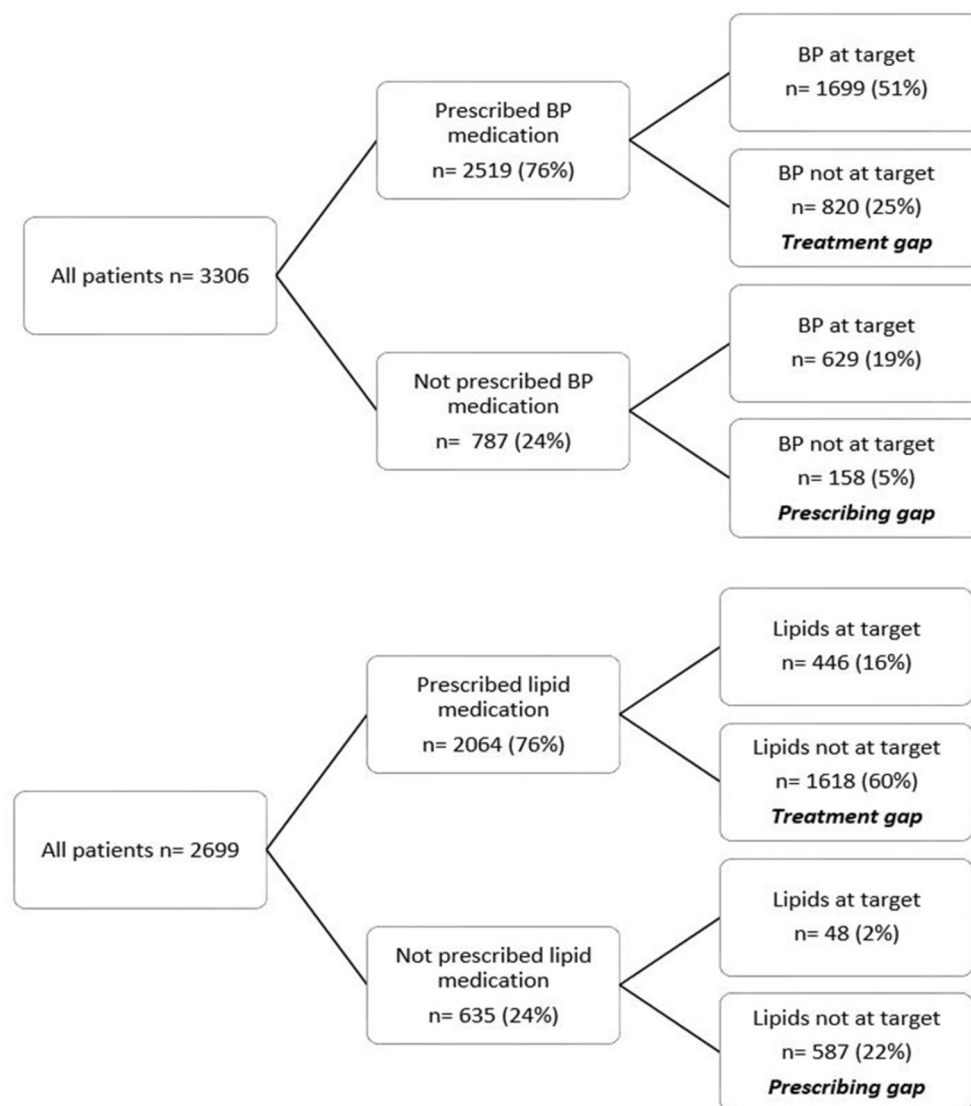 All patients n= 3306
Prescribed BP
medication
n= 2519 (76%)
BP at target
n= 1699 (51%)
BP not at target
n= 820 (25%)
Treatment gap
Not prescribed BP
medication
n=  787 (24%)
BP at target
n= 629 (19%)
BP not at target
n= 158 (5%)
Prescribing gap
All patients n= 2699
Prescribed lipid
medication
n= 2064 (76%)
Lipids at target
n= 446 (16%)
Lipids not at target
n= 1618 (60%)
Treatment gap
Not prescribed lipid
medication
n= 635 (24%)
Lipids at target
n= 48 (2%)
Lipids not at target
n= 587 (22%)
Prescribing gap